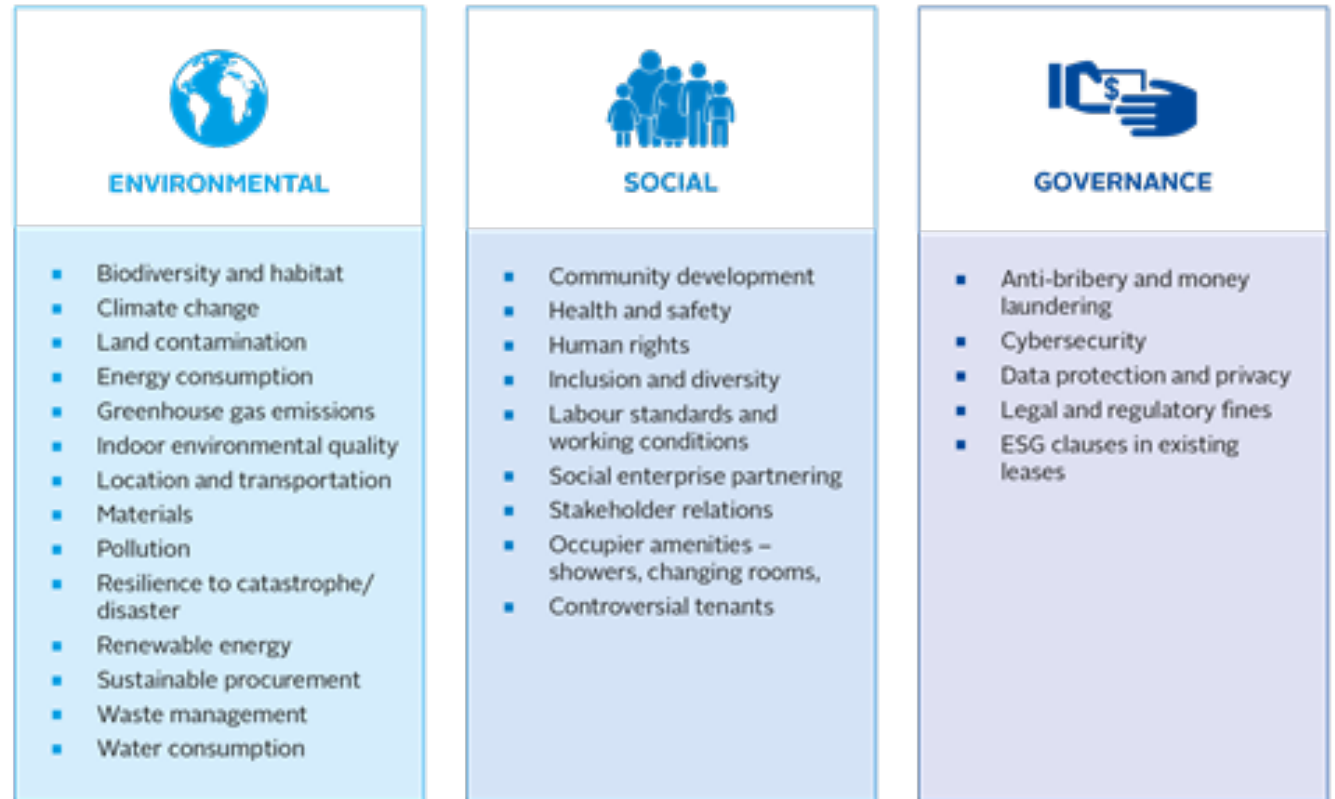 ENVIRONMENTAL
▪ Biodiversity and habitat
▪ Climate change
▪ Land contamination
▪ Energy consumption
▪ Greenhouse gas emissions
▪ Indoor environmental quality
▪ Location and transportation
▪ Materials
▪ Pollution
▪ Resilience to catastrophe/
disaster
▪ Renewable energy
▪ Sustainable procurement
▪ Waste management
▪ Water consumption
SOCIAL
▪ Community development
▪ Health and safety
▪ Human rights
▪ Inclusion and diversity
▪ Labour standards and
working conditions
▪ Social enterprise partnering
▪ Stakeholder relations
▪ Occupier amenities –
showers, changing rooms,
▪ Controversial tenants
$
GOVERNANCE
▪ Anti-bribery and money
laundering
▪ Cybersecurity
▪ Data protection and privacy
▪ Legal and regulatory fines
▪ ESG clauses in existing
leases